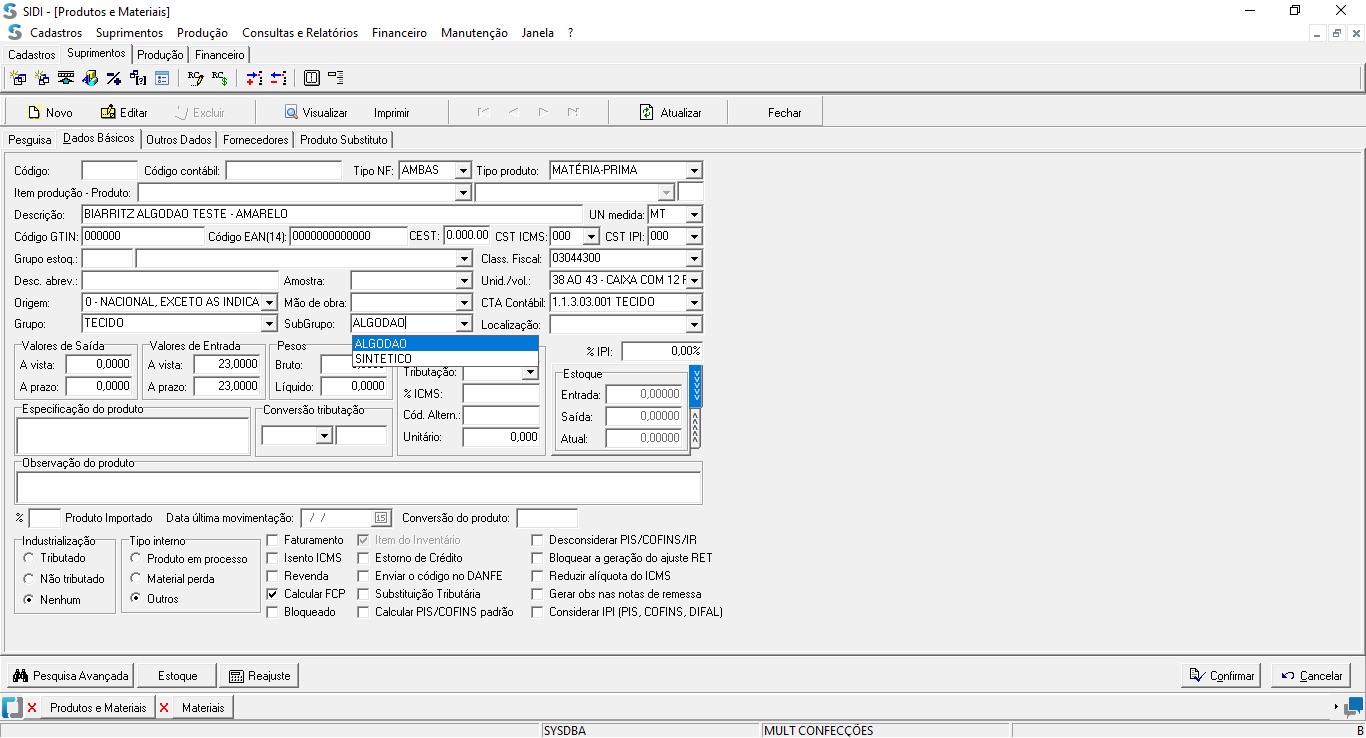 SIDI - [Produtos e Materiais]
Cadastros Suprimentos Produção Consultas e Relatórios Financeiro Manutenção Janela ?
Cadastros Suprimentos Produção Financeiro
Novo Editar Excluir Visualizar Imprimir Atualizar Fechar
Pesquisa Dados Básicos Outros Dados Fornecedores Produto Substituto
Código: Código contábil: Tipo NF: AMBAS Tipo produto: MATÉRIA-PRIMA
Item produção - Produto:
Descrição: BIARRITZ ALGODAO TESTE - AMARELO UN medida: MT
Código GTIN: 000000 Código EAN(14): 0000000000000 CEST: 0.000.00 CST ICMS: 000 CST IPI: 000
Grupo estoq.: Class. Fiscal: 03044300
Desc. abrev.: Amostra: Unid./vol.: 38 AO 43 - CAIXA COM 12 F
Origem: 0 - NACIONAL, EXCETO AS INDICA Mão de obra: CTA Contábil: 1.1.3.03.001 TECIDO
Grupo: TECIDO SubGrupo: ALGODAO Localização:
ALGODAO
SINTETICO
Valores de Saída Valores de Entrada Pesos % IPI: 0,00%
A vista: 0,0000 A vista: 23,0000 Bruto:
Tributação: Estoque
A prazo: 0,0000 A prazo: 23,0000 Líquido: 0,0000
% ICMS: Entrada: 0,00000
Especificação do produto Conversão tributação Cód. Altern.: Saída: 0,00000
Unitário: 0,000 Atual: 0,00000
Observação do produto
% Produto Importado Data última movimentação: / / 15 Conversão do produto:
Industrialização Tipo interno Faturamento Item do Inventário Desconsiderar PIS/COFINS/IR
Tributado Produto em processo Isento ICMS Estorno de Crédito Bloquear a geração do ajuste RET
Não tributado Material perda Revenda Enviar o código no DANFE Reduzir alíquota do ICMS
Nenhum Outros Calcular FCP Substituição Tributária Gerar obs nas notas de remessa
Bloqueado Calcular PIS/COFINS padrão Considerar IPI (PIS, COFINS, DIFAL)
Pesquisa Avançada Estoque Reajuste Confirmar Cancelar
Produtos e Materiais Materiais
SYSDBA MULT CONFECÇÕES B